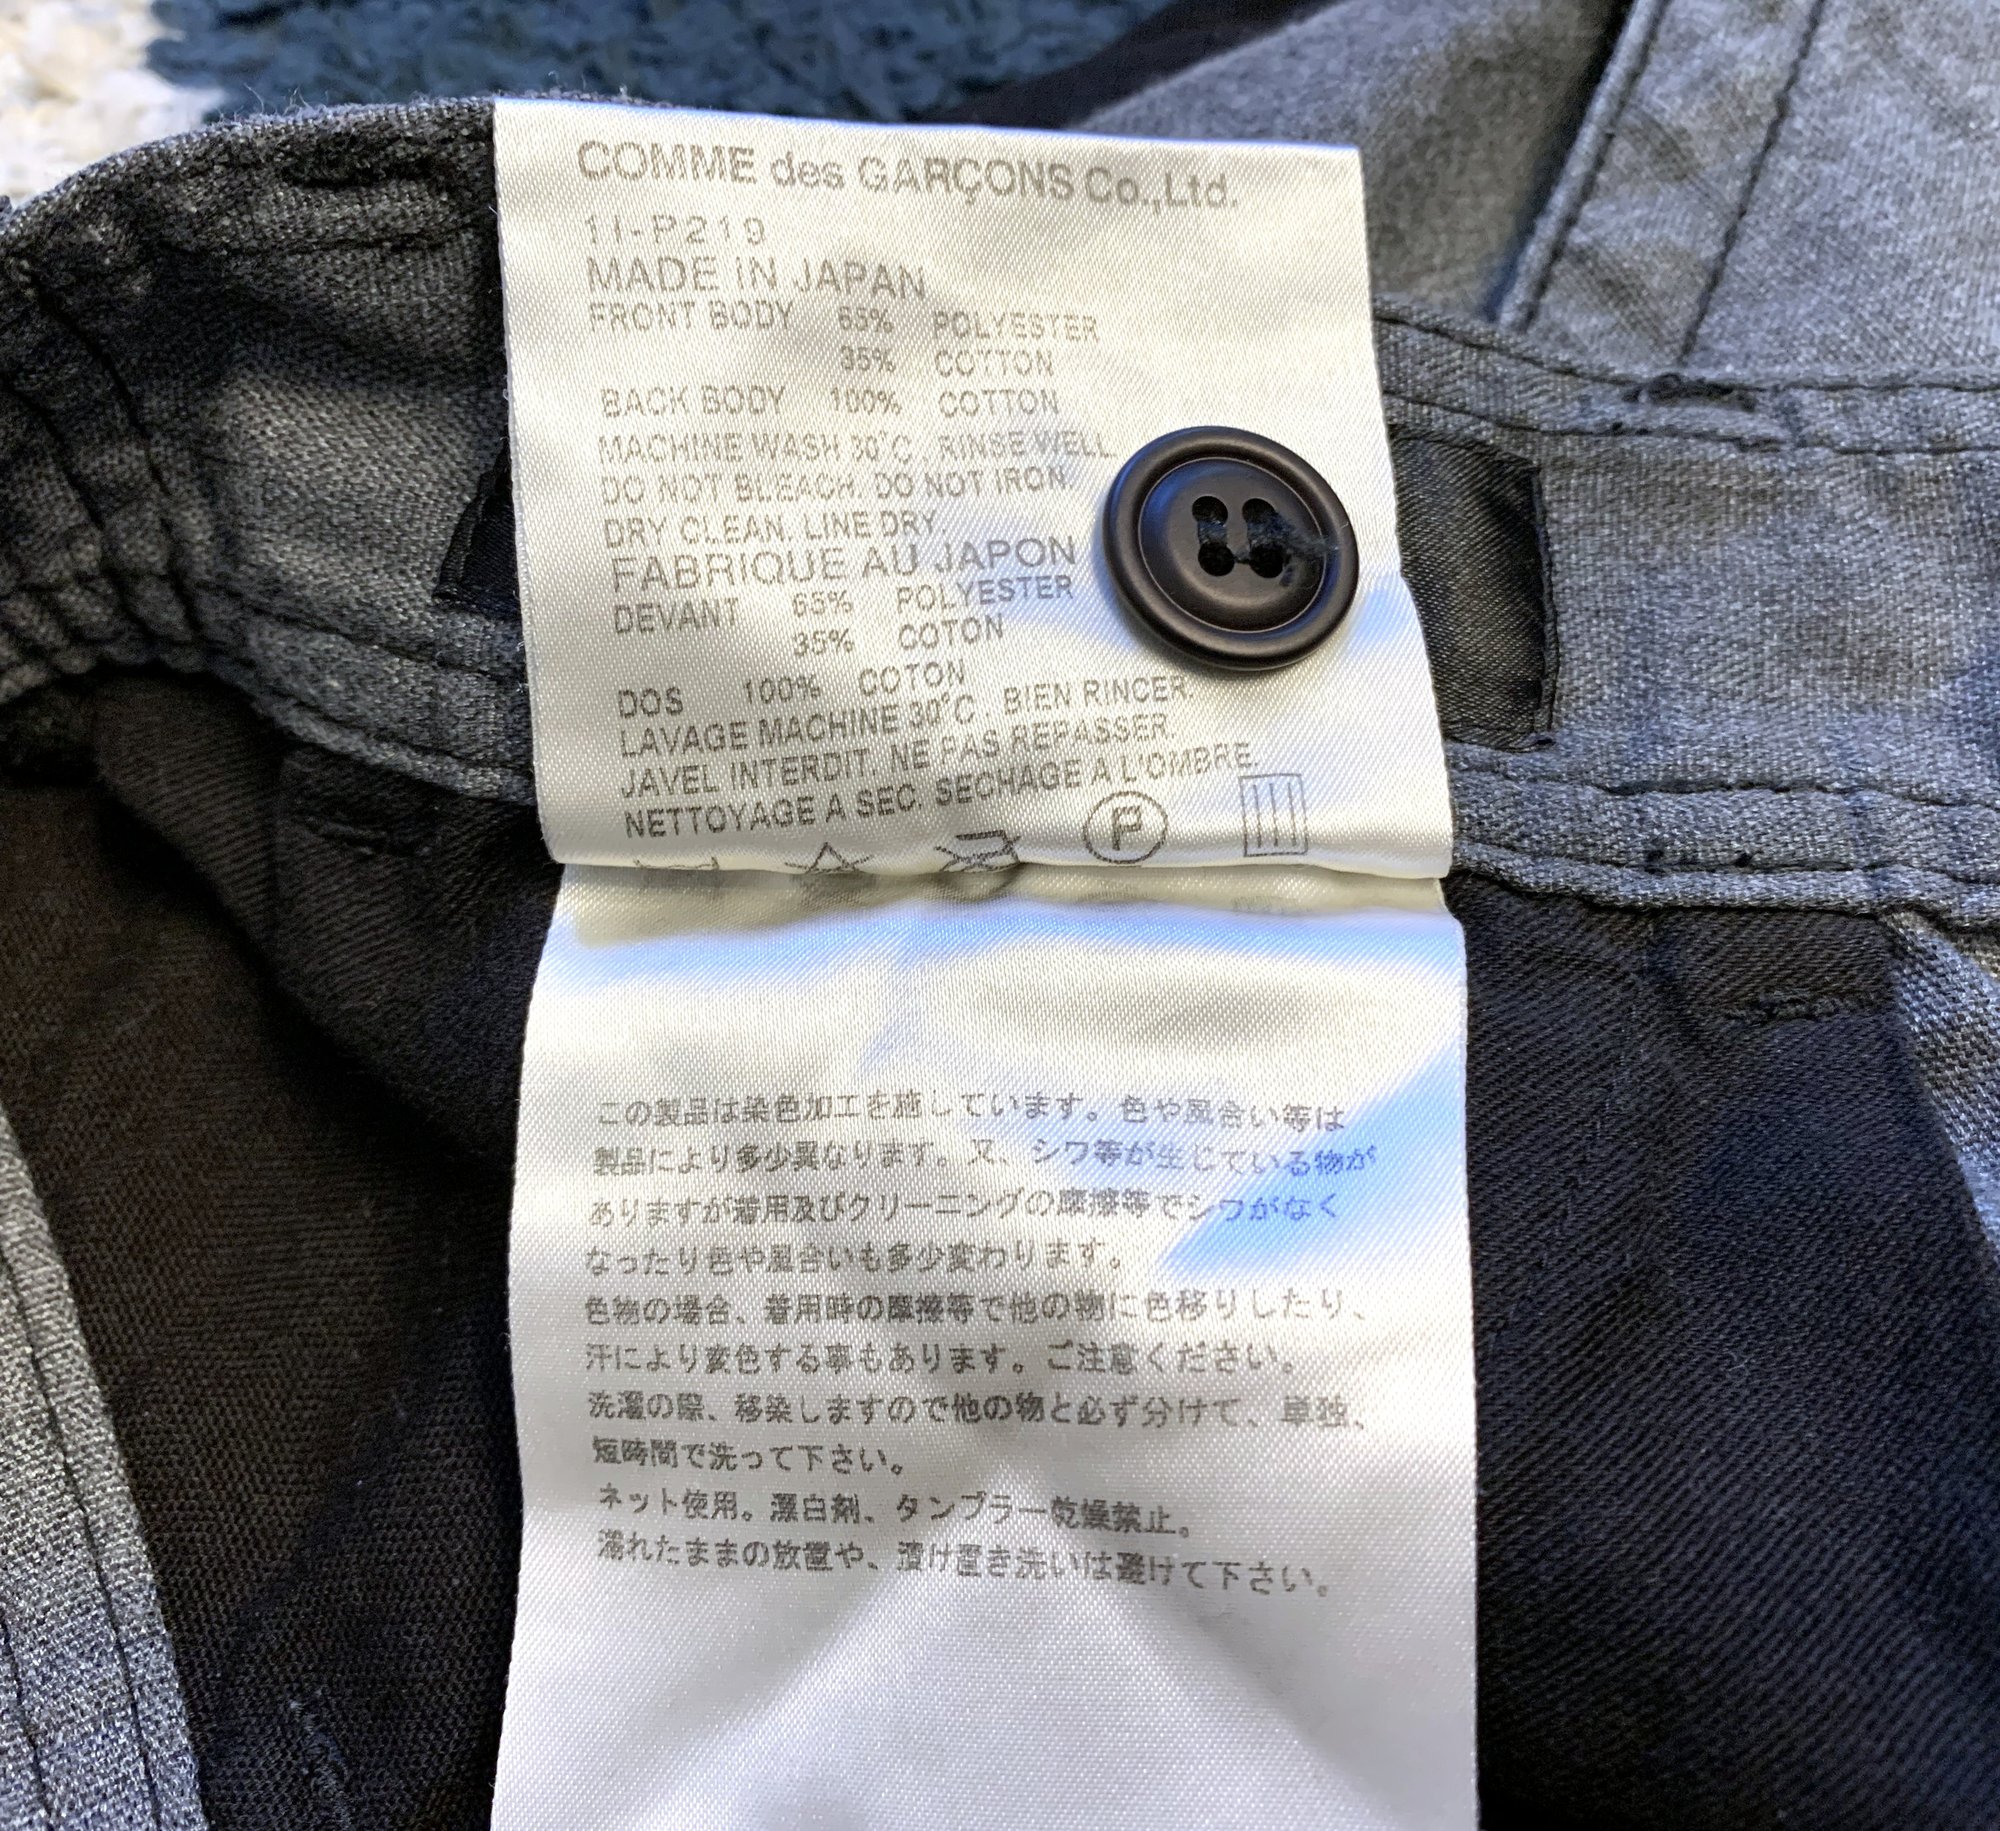 COMME des GARÇONS Co.,Ltd.
1I-P219
MADE IN JAPAN
FRONT BODY 65% POLYESTER
35% COTTON
BACK BODY 100% COTTON
MACHINE WASH 30°C. RINSE WELL.
DO NOT BLEACH. DO NOT IRON
DRY CLEAN. LINE DRY.
FABRIQUE AU JAPON
DEVANT 65% POLYESTER
35% COTON
DOS 100% COTON
LAVAGE MACHINE 30°C. BIEN RINCER.
JAVEL INTERDIT. NE PAS REPASSER.
NETTOYAGE A SEC. SECHAGE A L'OMBRE.
P
この製品は染色加工を施しています。色や風合い等は
製品により多少異なります。又、シワ等が生じている物が
ありますが着用及びクリーニングの摩擦等でシワがなく
なったり色や風合いも多少変わります。
色物の場合、着用時の摩擦等で他の物に色移りしたり、
汗により変色する事もあります。ご注意ください。
洗濯の際、移染しますので他の物と必ず分けて、単独、
短時間で洗って下さい。
ネット使用。漂白剤、タンブラー乾燥禁止。
濡れたままの放置や、漬け置き洗いは避けて下さい。